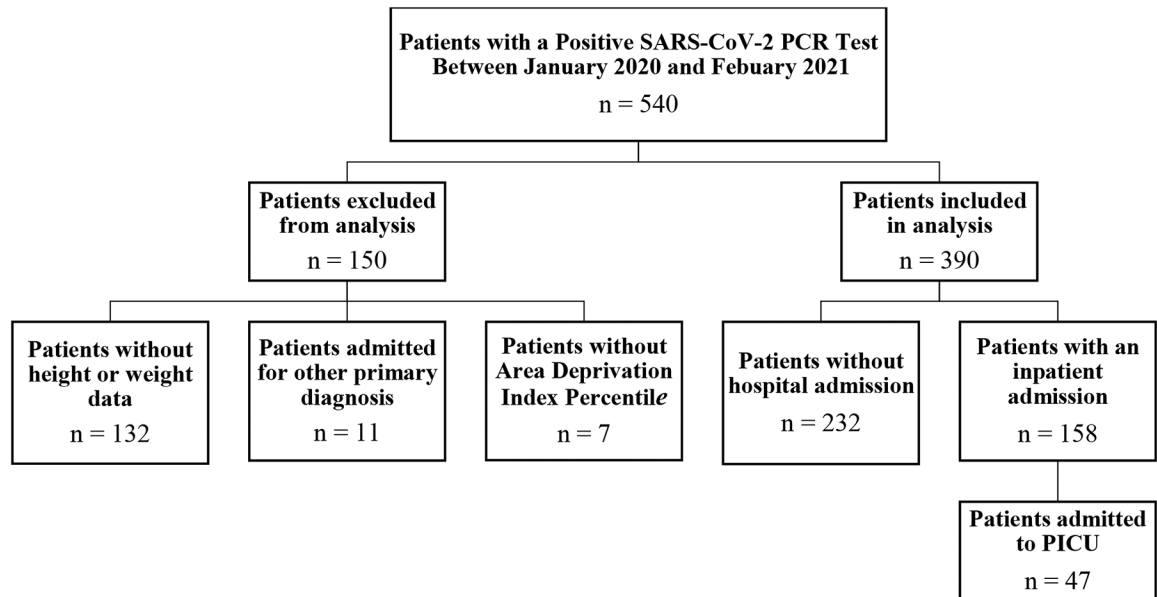 Patients with a Positive SARS-CoV-2 PCR Test
Between January 2020 and Febuary 2021
n = 540
Patients excluded
from analysis
n = 150
Patients included
in analysis
n = 390
Patients without
height or weight
data
n = 132
Patients admitted
for other primary
diagnosis
n = 11
Patients without
Area Deprivation
Index Percentile
n = 7
Patients without
hospital admission
n = 232
Patients with an
inpatient
admission
n = 158
Patients admitted
to PICU
n = 47